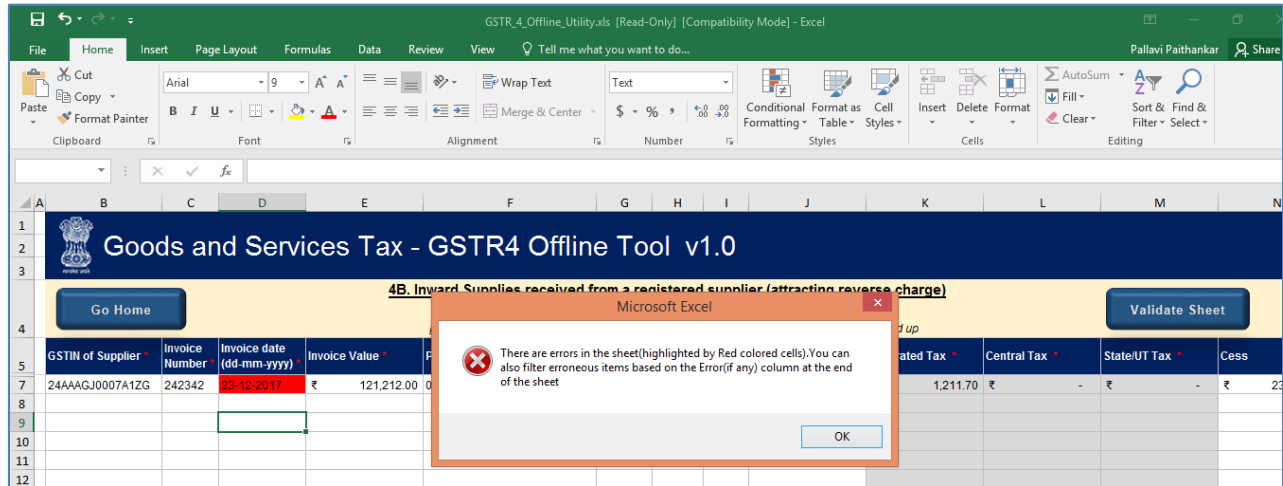 GSTR_4_Offline_Utility.xls [Read-Only] [Compatibility Mode] - Excel
File Home Insert Page Layout Formulas Data Review View Tell me what you want to do... Pallavi Paithankar Share
Paste Cut Copy Format Painter
Clipboard
Arial 9
B I U
Font
Wrap Text
Merge & Center
Alignment
Text
$ % ,
Number
Conditional Formatting Format as Table Cell Styles
Styles
Insert Delete Format
Cells
AutoSum Fill Clear Sort & Filter Find & Select
Editing
fx
A B C D E F G H I J K L M N
1
2
3
Goods and Services Tax - GSTR4 Offline Tool v1.0
4B. Inward Supplies received from a registered supplier (attracting reverse charge)
Go Home
Validate Sheet
4
d up
5 GSTIN of Supplier * Invoice Number * Invoice date (dd-mm-yyyy) * Invoice Value * P rated Tax * Central Tax * State/UT Tax * Cess
7 24AAAGJ0007A1ZG 242342 23-12-2017 ₹ 121,212.00 0 1,211.70 ₹ - ₹ - ₹ 23
8
9
10
11
12
Microsoft Excel
There are errors in the sheet(highlighted by Red colored cells).You can
also filter erroneous items based on the Error(if any) column at the end
of the sheet
OK